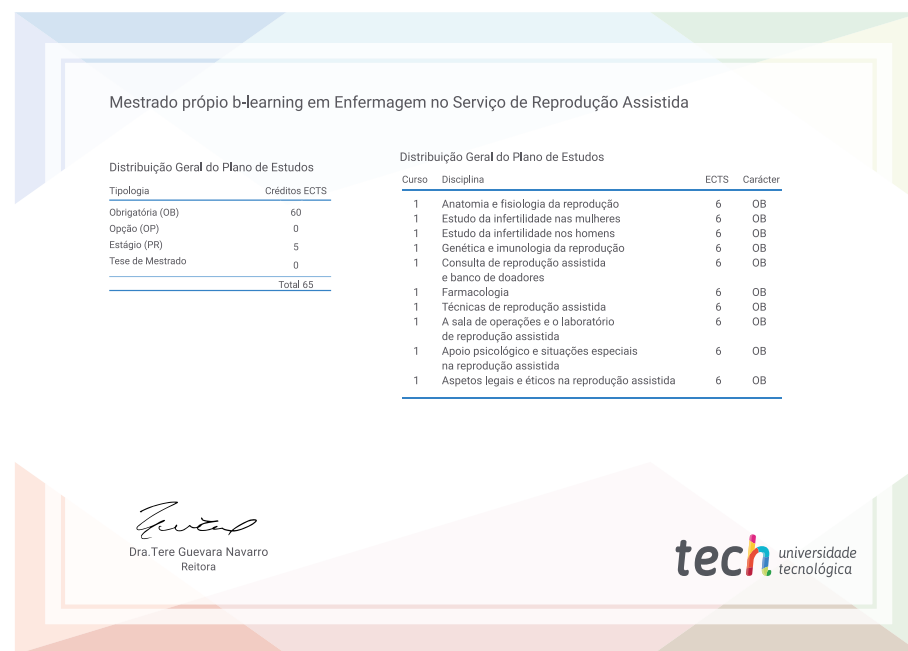 Mestrado própio b-learning em Enfermagem no Serviço de Reprodução Assistida
Distribuição Geral do Plano de Estudos
Tipologia Créditos ECTS
Obrigatória (OB) 60
Opção (OP) 0
Estágio (PR) 5
Tese de Mestrado 0
Total 65
Distribuição Geral do Plano de Estudos
Curso Disciplina ECTS Carácter
1 Anatomia e fisiologia da reprodução 6 OB
1 Estudo da infertilidade nas mulheres 6 OB
1 Estudo da infertilidade nos homens 6 OB
1 Genética e imunologia da reprodução 6 OB
1 Consulta de reprodução assistida 6 OB
e banco de doadores
1 Farmacologia 6 OB
1 Técnicas de reprodução assistida 6 OB
1 A sala de operações e o laboratório 6 OB
de reprodução assistida
1 Apoio psicológico e situações especiais 6 OB
na reprodução assistida
1 Aspetos legais e éticos na reprodução assistida 6 OB
Dra.Tere Guevara Navarro
Reitora
tech universidade
tecnológica